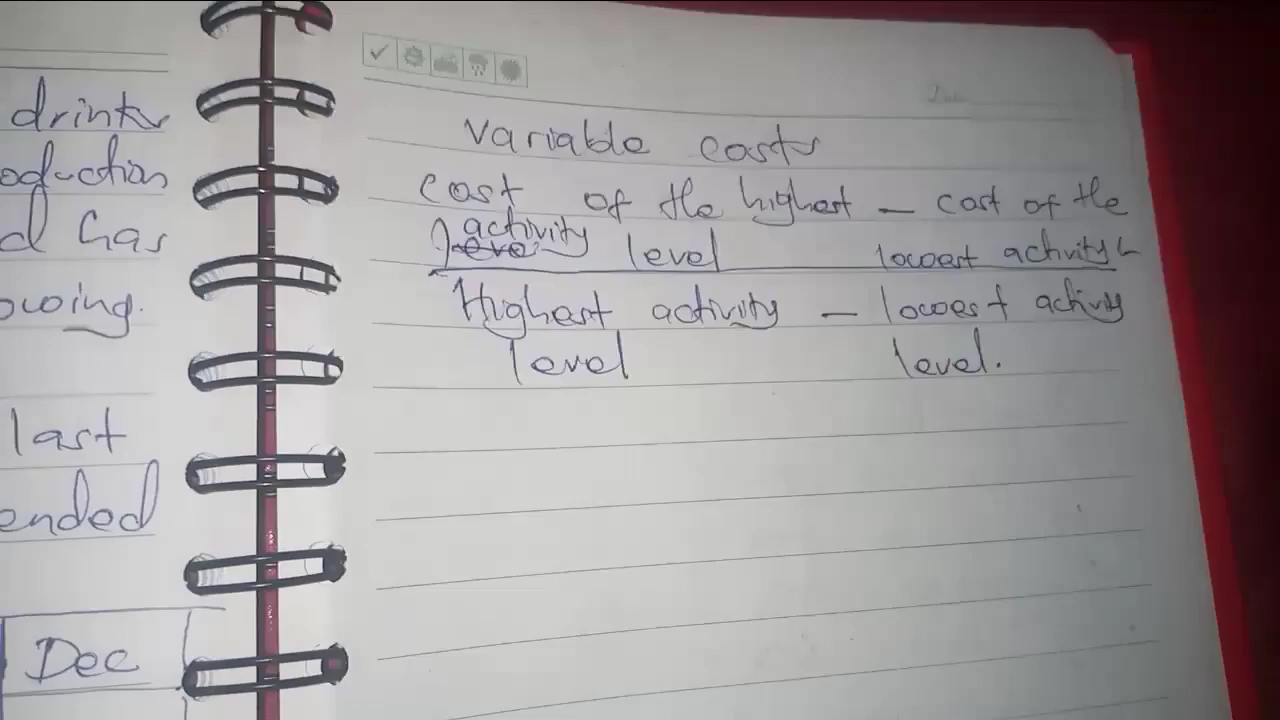 drinks
oduction
d has
owing.
last
ended
Dec
Variable costs
cost of the highest – cost of the
activity level lowest activity
Highest activity – lowest activity
level level.